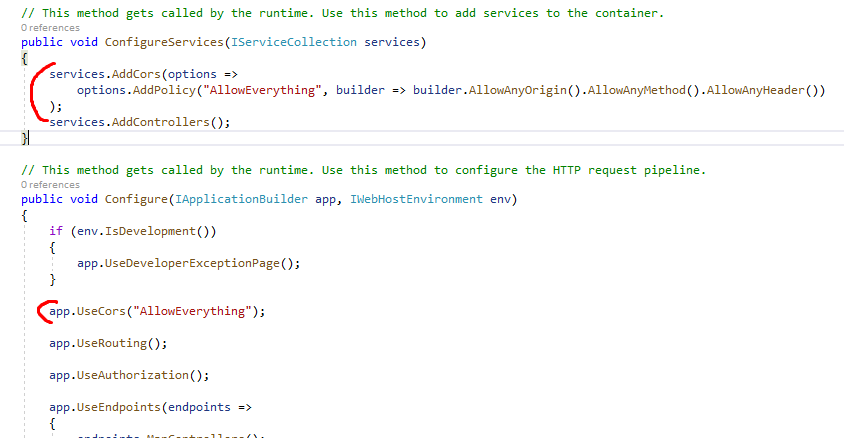 // This method gets called by the runtime. Use this method to add services to the container.
0 references
public void ConfigureServices(IServiceCollection services)
{
services.AddCors(options =>
options.AddPolicy("AllowEverything", builder => builder.AllowAnyOrigin().AllowAnyMethod().AllowAnyHeader())
);
services.AddControllers();
}
// This method gets called by the runtime. Use this method to configure the HTTP request pipeline.
0 references
public void Configure(IApplicationBuilder app, IWebHostEnvironment env)
{
if (env.IsDevelopment())
{
app.UseDeveloperExceptionPage();
}
app.UseCors("AllowEverything");
app.UseRouting();
app.UseAuthorization();
app.UseEndpoints(endpoints =>
{
endpoints.MapControllers();